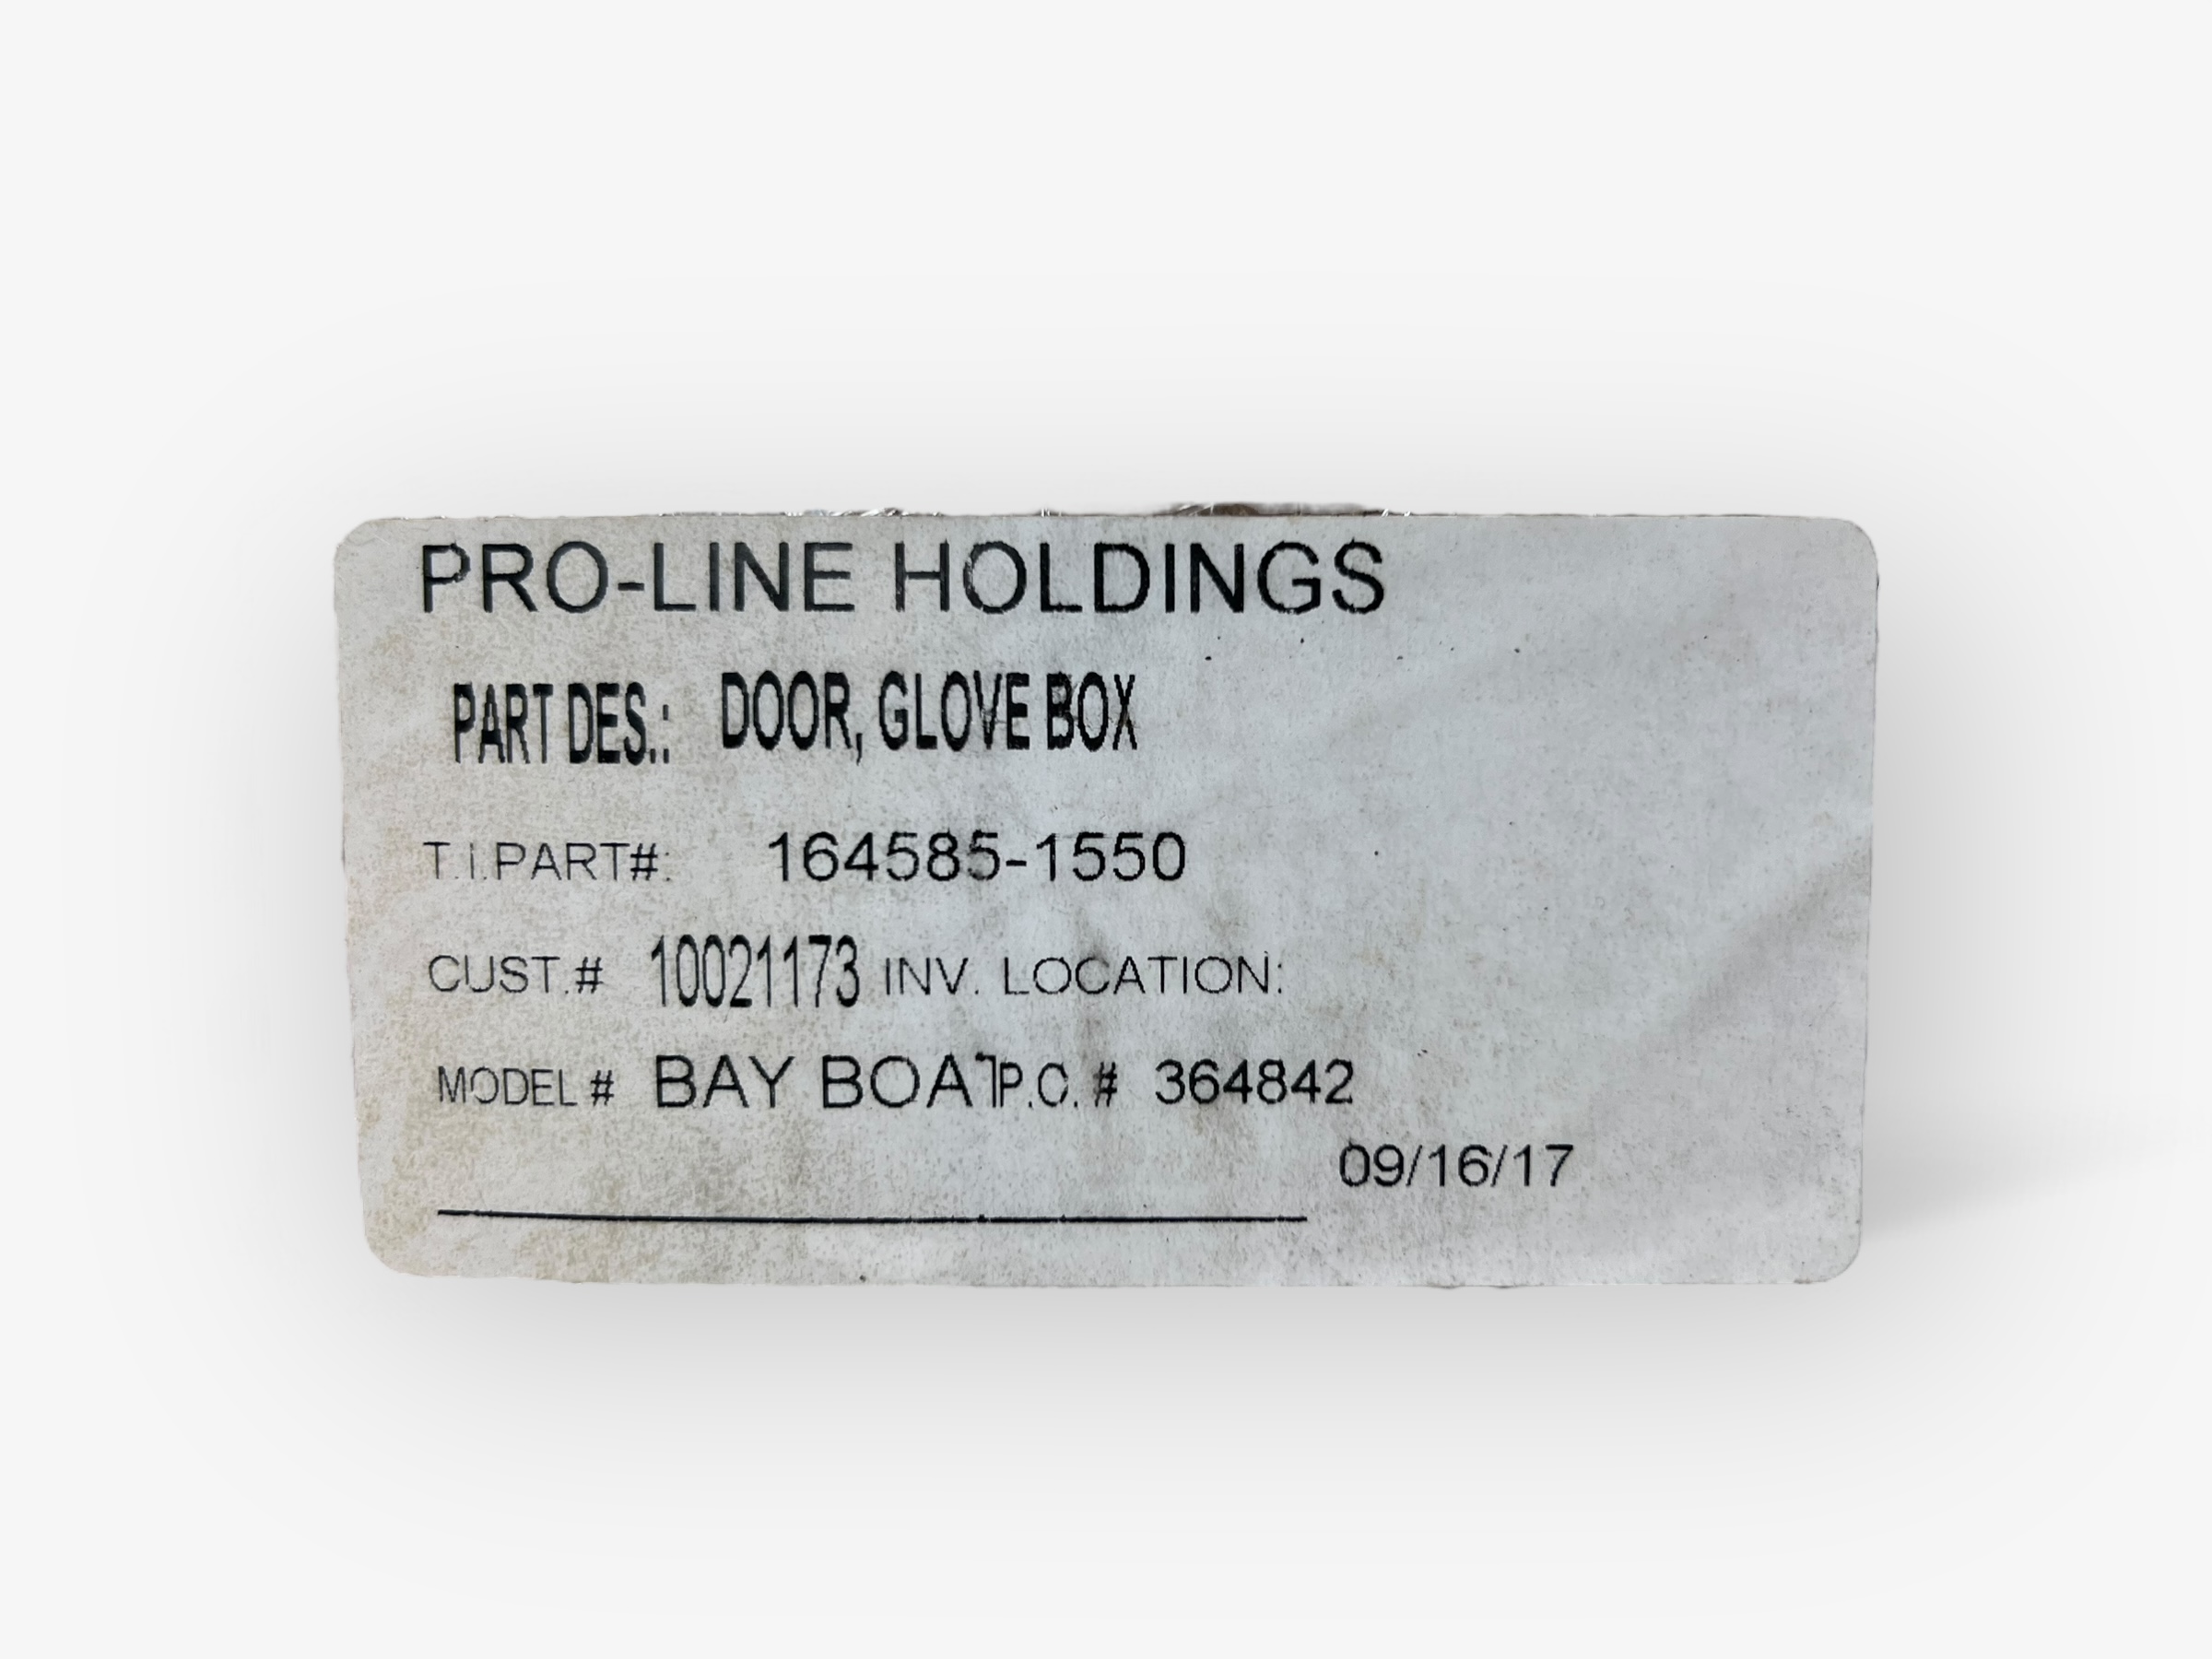 PRO-LINE HOLDINGS
PART DES.: DOOR, GLOVE BOX
T.I.PART#: 164585-1550
CUST.# 10021173 INV. LOCATION:
MODEL # BAY BOAT P.O. # 364842
09/16/17